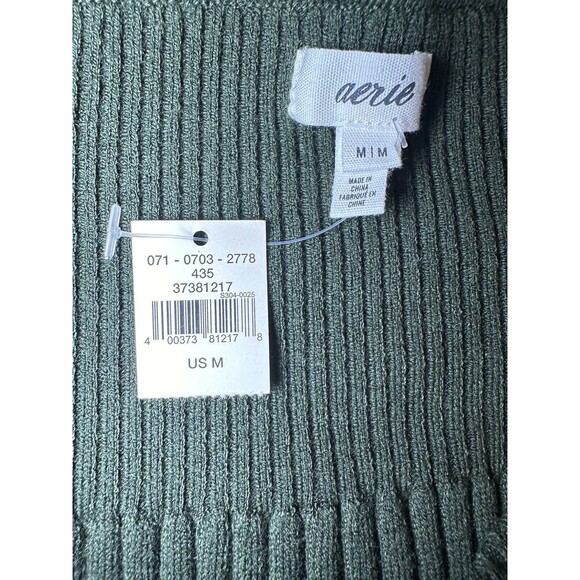 aerie
M | M
MADE IN
CHINA
FABRIQUÉ EN
CHINE
071 - 0703 - 2778
435
37381217
S304-0025
4 00373 81217 8
US M